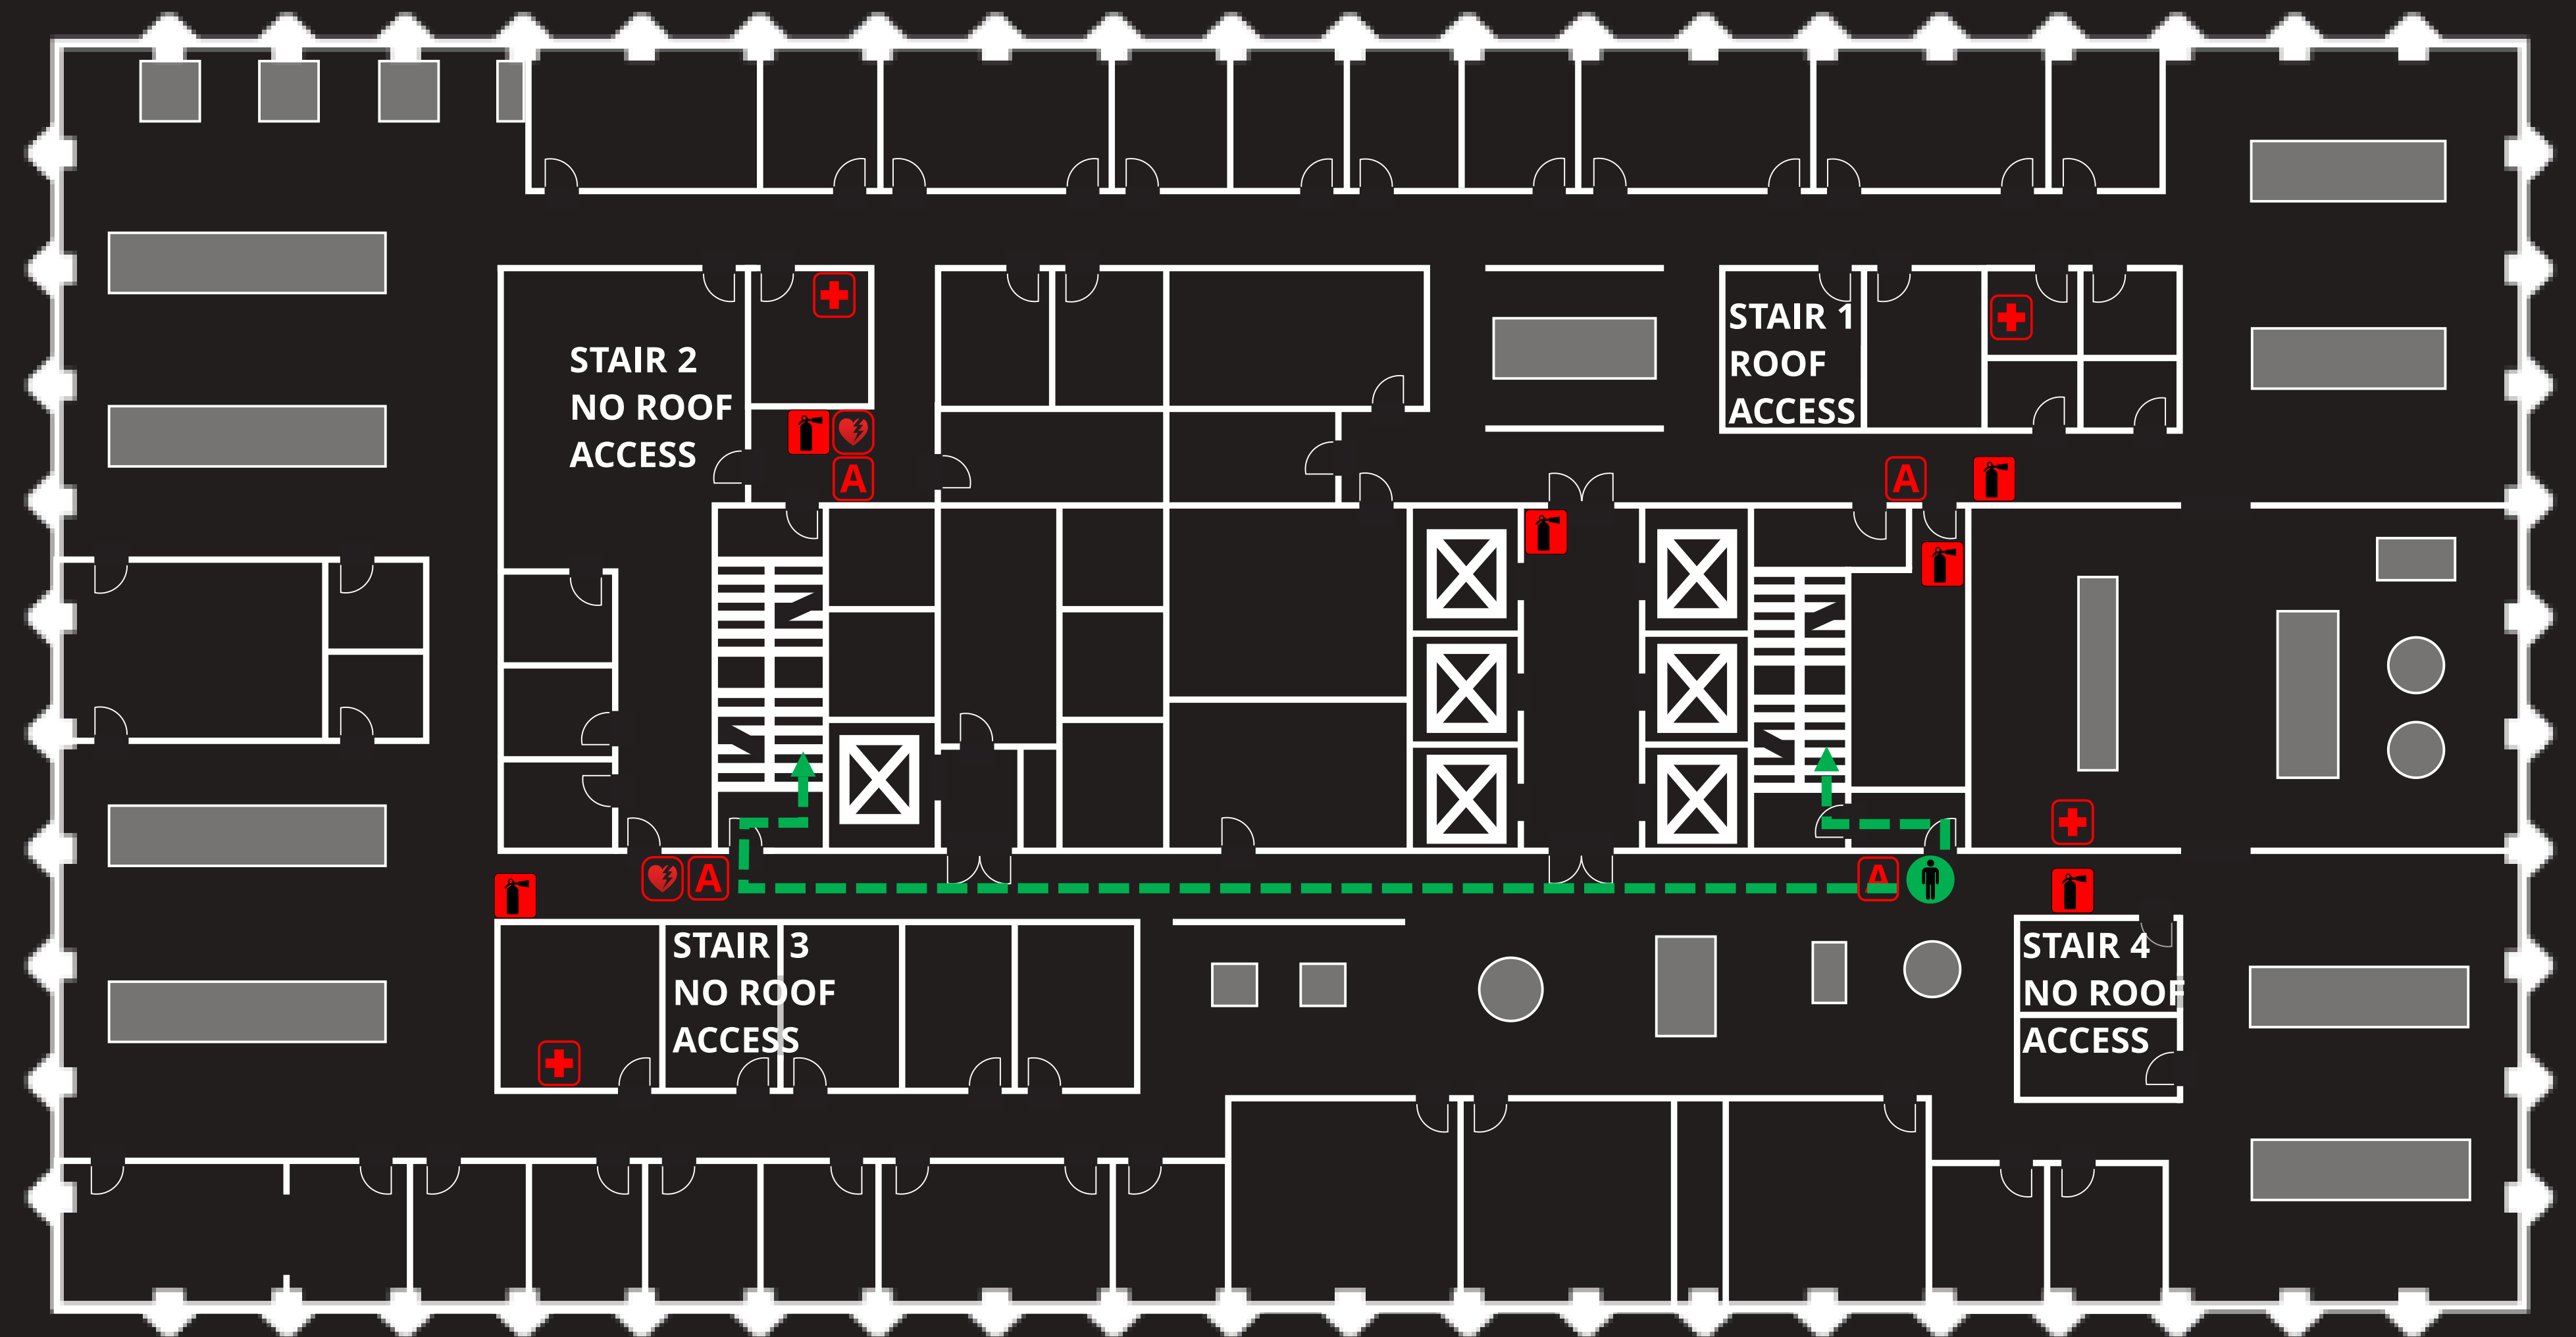 STAIR 1
ROOF
ACCESS
STAIR 2
NO ROOF
ACCESS
A
A
A
A
STAIR 3
NO ROOF
ACCESS
STAIR 4
NO ROOF
ACCESS